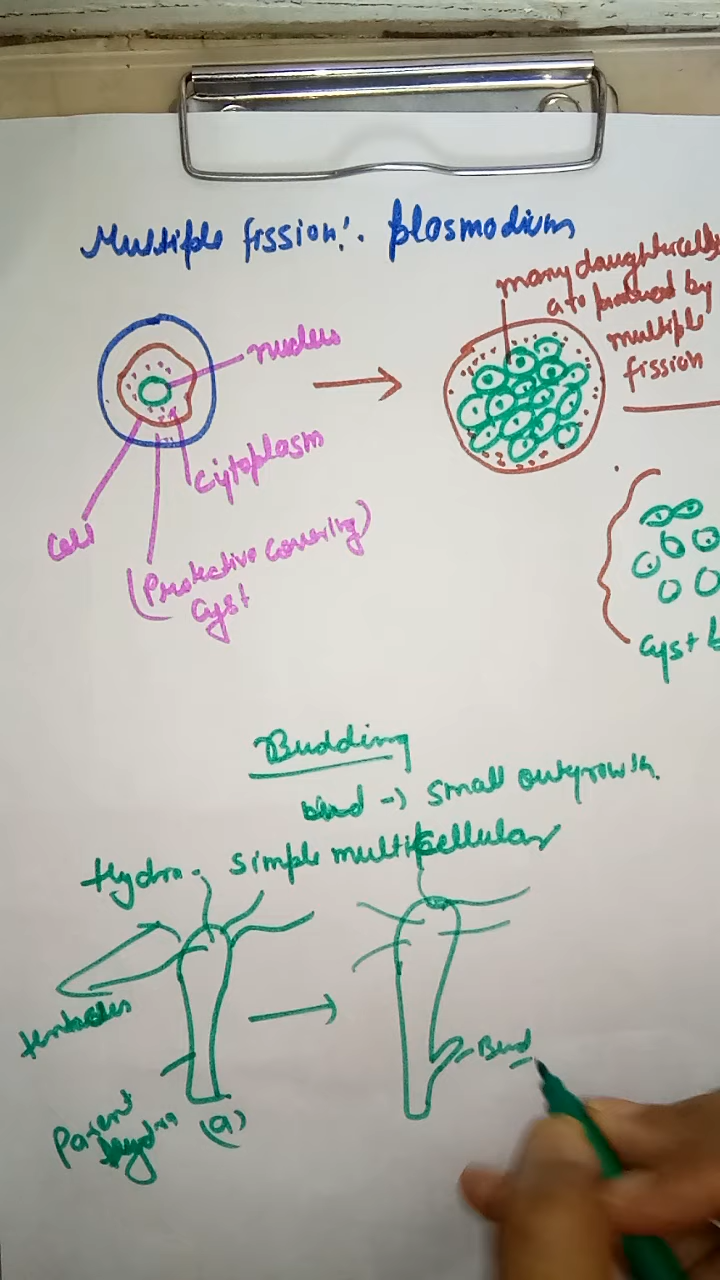 Multiple fission:. plasmodium
many daughter cells
are produced by
multiple
fission
nucleus
Cytoplasm
Cell
(Protective covering)
Cyst
Cyst b
Budding
bud → small outgrowth.
Hydra. simple multicellular
tentacles
Bud
Parent
Hydra
(a)